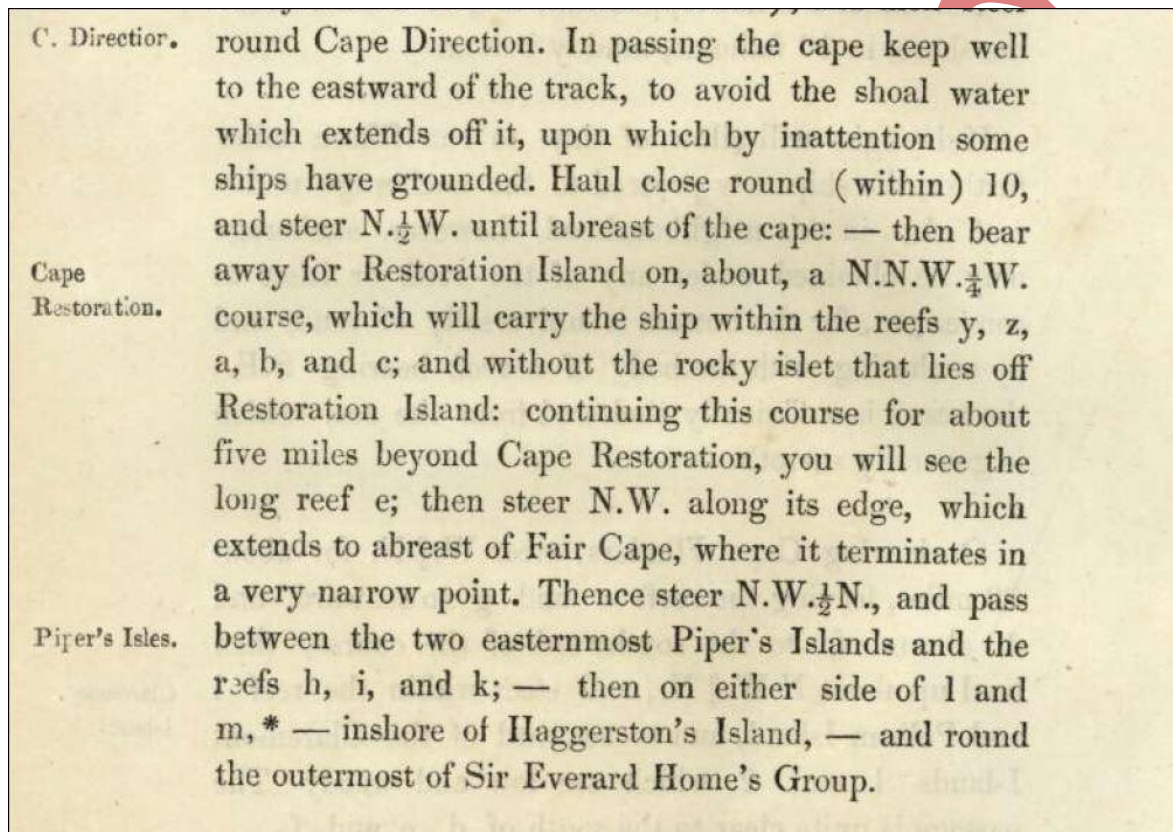 C. Direction.
round Cape Direction. In passing the cape keep well
to the eastward of the track, to avoid the shoal water
which extends off it, upon which by inattention some
ships have grounded. Haul close round (within) 10,
and steer N.½W. until abreast of the cape: — then bear
Cape
Restoration.
away for Restoration Island on, about, a N.N.W.¼W.
course, which will carry the ship within the reefs y, z,
a, b, and c; and without the rocky islet that lies off
Restoration Island: continuing this course for about
five miles beyond Cape Restoration, you will see the
long reef e; then steer N.W. along its edge, which
extends to abreast of Fair Cape, where it terminates in
a very narrow point. Thence steer N.W.½N., and pass
Piper's Isles.
between the two easternmost Piper's Islands and the
reefs h, i, and k; — then on either side of l and
m,* — inshore of Haggerston's Island, — and round
the outermost of Sir Everard Home's Group.